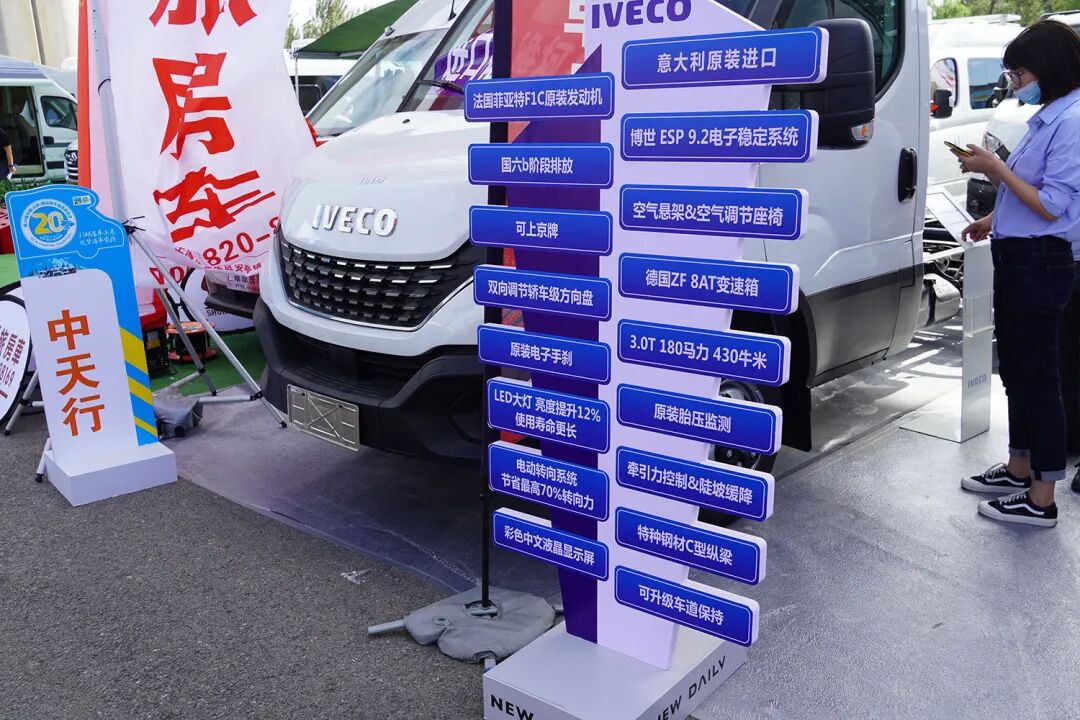 旅
房
车
820-8
20
中
天
行
IVECO
IVECO
意大利原装进口
法国菲亚特F1C原装发动机
博世 ESP 9.2电子稳定系统
国六b阶段排放
空气悬架&空气调节座椅
可上京牌
德国ZF 8AT变速箱
双向调节轿车级方向盘
3.0T 180马力 430牛米
原装电子手刹
原装胎压监测
LED大灯 亮度提升12%
使用寿命更长
牵引力控制&陡坡缓降
电动转向系统
节省最高70%转向力
特种钢材C型纵梁
彩色中文液晶显示屏
可升级车道保持
NEW
NEW DAILY
IVECO